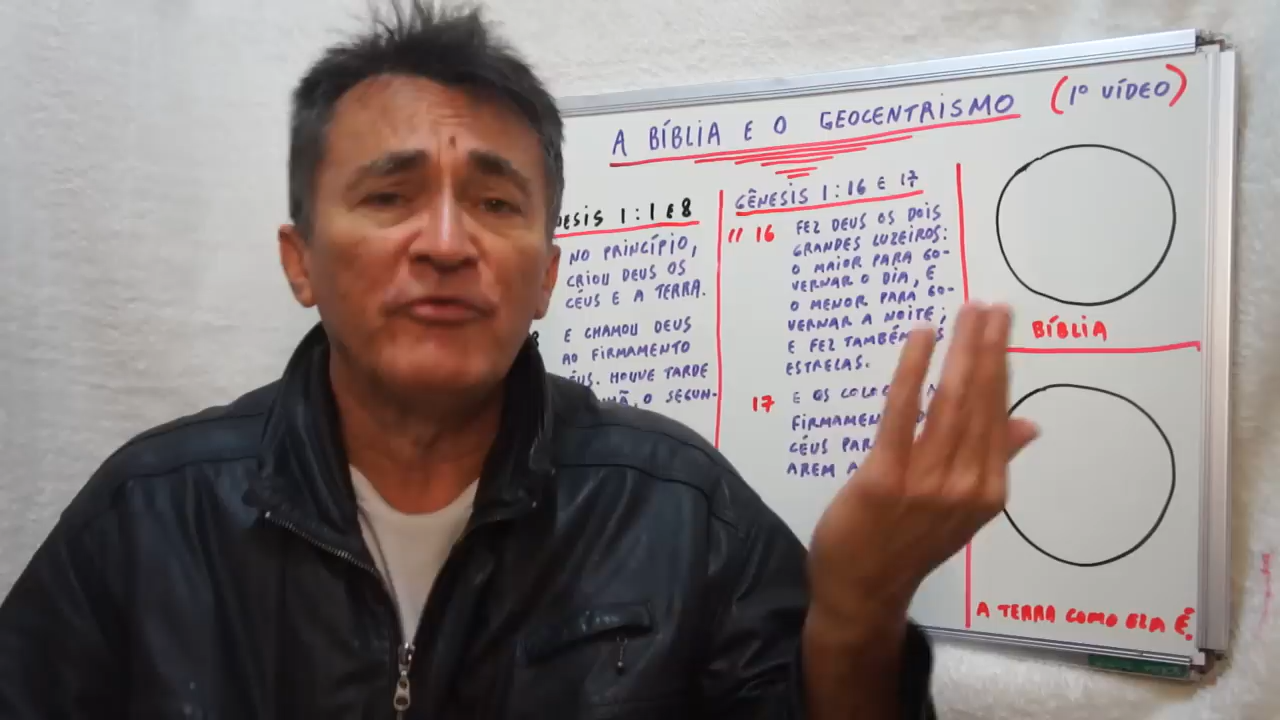 A BÍBLIA E O GEOCENTRISMO (1º VÍDEO)
ESIS 1:1 E 8
NO PRINCÍPIO,
CRIOU DEUS OS
CÉUS E A TERRA.
8 E CHAMOU DEUS
AO FIRMAMENTO
ÉUS. HOUVE TARDE
NHÃ, O SEGUN-
GÊNESIS 1:16 E 17
// 16 FEZ DEUS OS DOIS
GRANDES LUZEIROS:
O MAIOR PARA GO-
VERNAR O DIA, E
O MENOR PARA GO-
VERNAR A NOITE;
E FEZ TAMBÉM
ESTRELAS.
17 E OS COLOC
FIRMAMEN
CÉUS PAR
AREM A
BÍBLIA
A TERRA COMO ELA É.